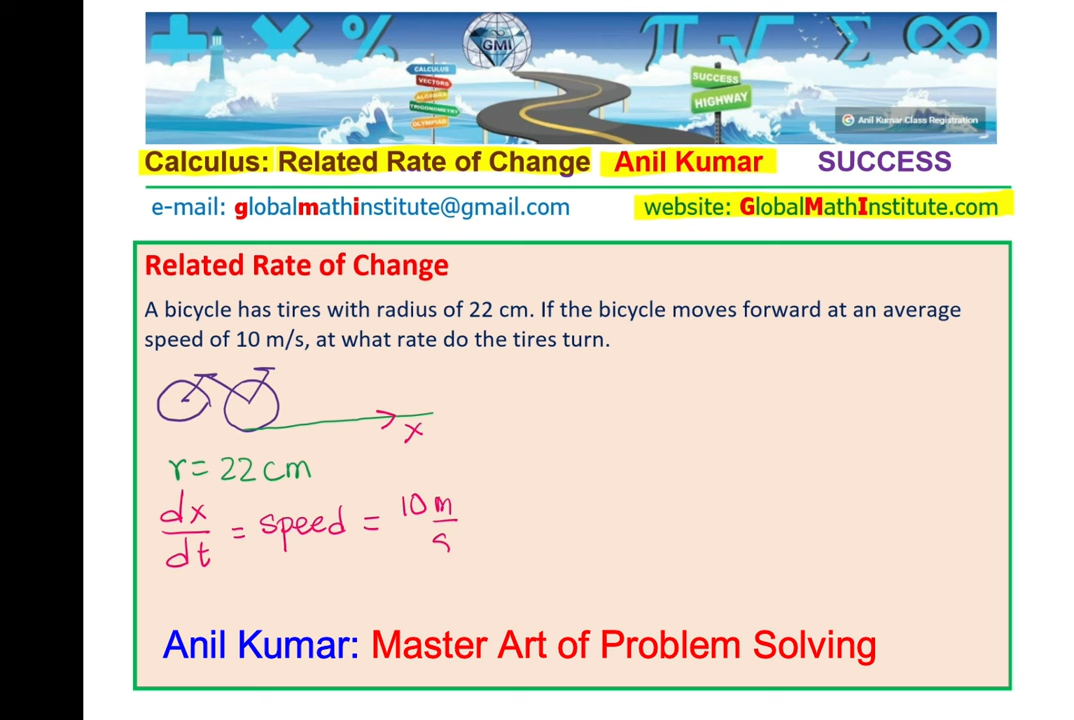 GMI
CALCULUS
VECTORS
ALGEBRA
TRIGONOMETRY
OLYMPIAD
SUCCESS
HIGHWAY
G Anil Kumar Class Registration
Calculus: Related Rate of Change Anil Kumar SUCCESS
e-mail: globalmathinstitute@gmail.com website: GlobalMathInstitute.com
Related Rate of Change
A bicycle has tires with radius of 22 cm. If the bicycle moves forward at an average
speed of 10 m/s, at what rate do the tires turn.
x
r = 22 cm
dx/dt = speed = 10 m/s
Anil Kumar: Master Art of Problem Solving